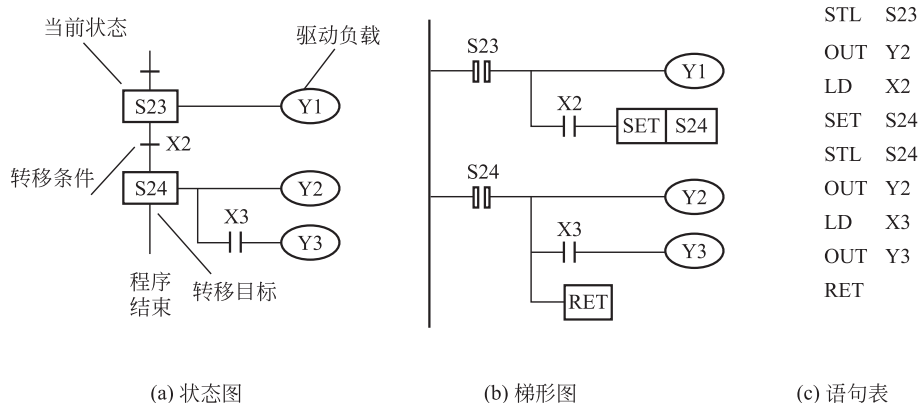 当前状态
驱动负载
S23
Y1
X2
转移条件
S24
Y2
X3
Y3
程序
结束
转移目标
(a) 状态图
S23
Y1
X2
SET S24
S24
Y2
X3
Y3
RET
(b) 梯形图
STL S23
OUT Y2
LD X2
SET S24
STL S24
OUT Y2
LD X3
OUT Y3
RET
(c) 语句表